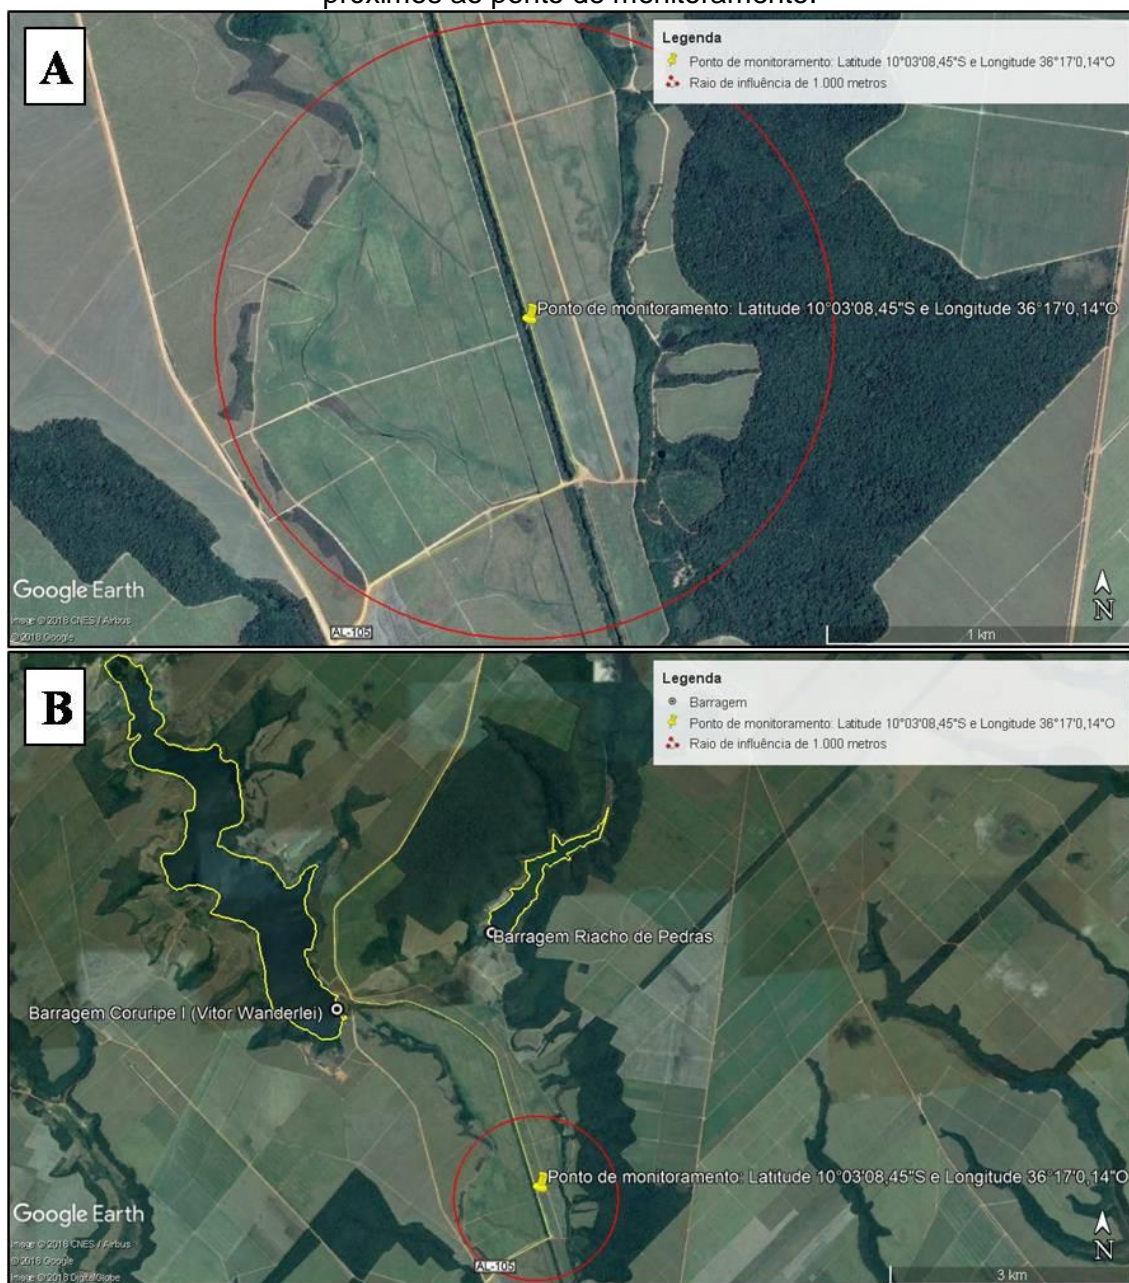 próximos ao ponto de monitoramento.
A
Legenda
Ponto de monitoramento: Latitude 10°03'08,45"S e Longitude 36°17'0,14"O
Raio de influência de 1.000 metros
Ponto de monitoramento: Latitude 10°03'08,45"S e Longitude 36°17'0,14"O
Google Earth
Image © 2018 CNES / Airbus
© 2018 Google
AL-105
N
1 km
B
Legenda
Barragem
Ponto de monitoramento: Latitude 10°03'08,45"S e Longitude 36°17'0,14"O
Raio de influência de 1.000 metros
Barragem Riacho de Pedras
Barragem Coruripe I (Vitor Wanderlei)
Ponto de monitoramento: Latitude 10°03'08,45"S e Longitude 36°17'0,14"O
Google Earth
Image © 2018 CNES / Airbus
© 2018 Google
Image © 2018 DigitalGlobe
AL-105
N
3 km